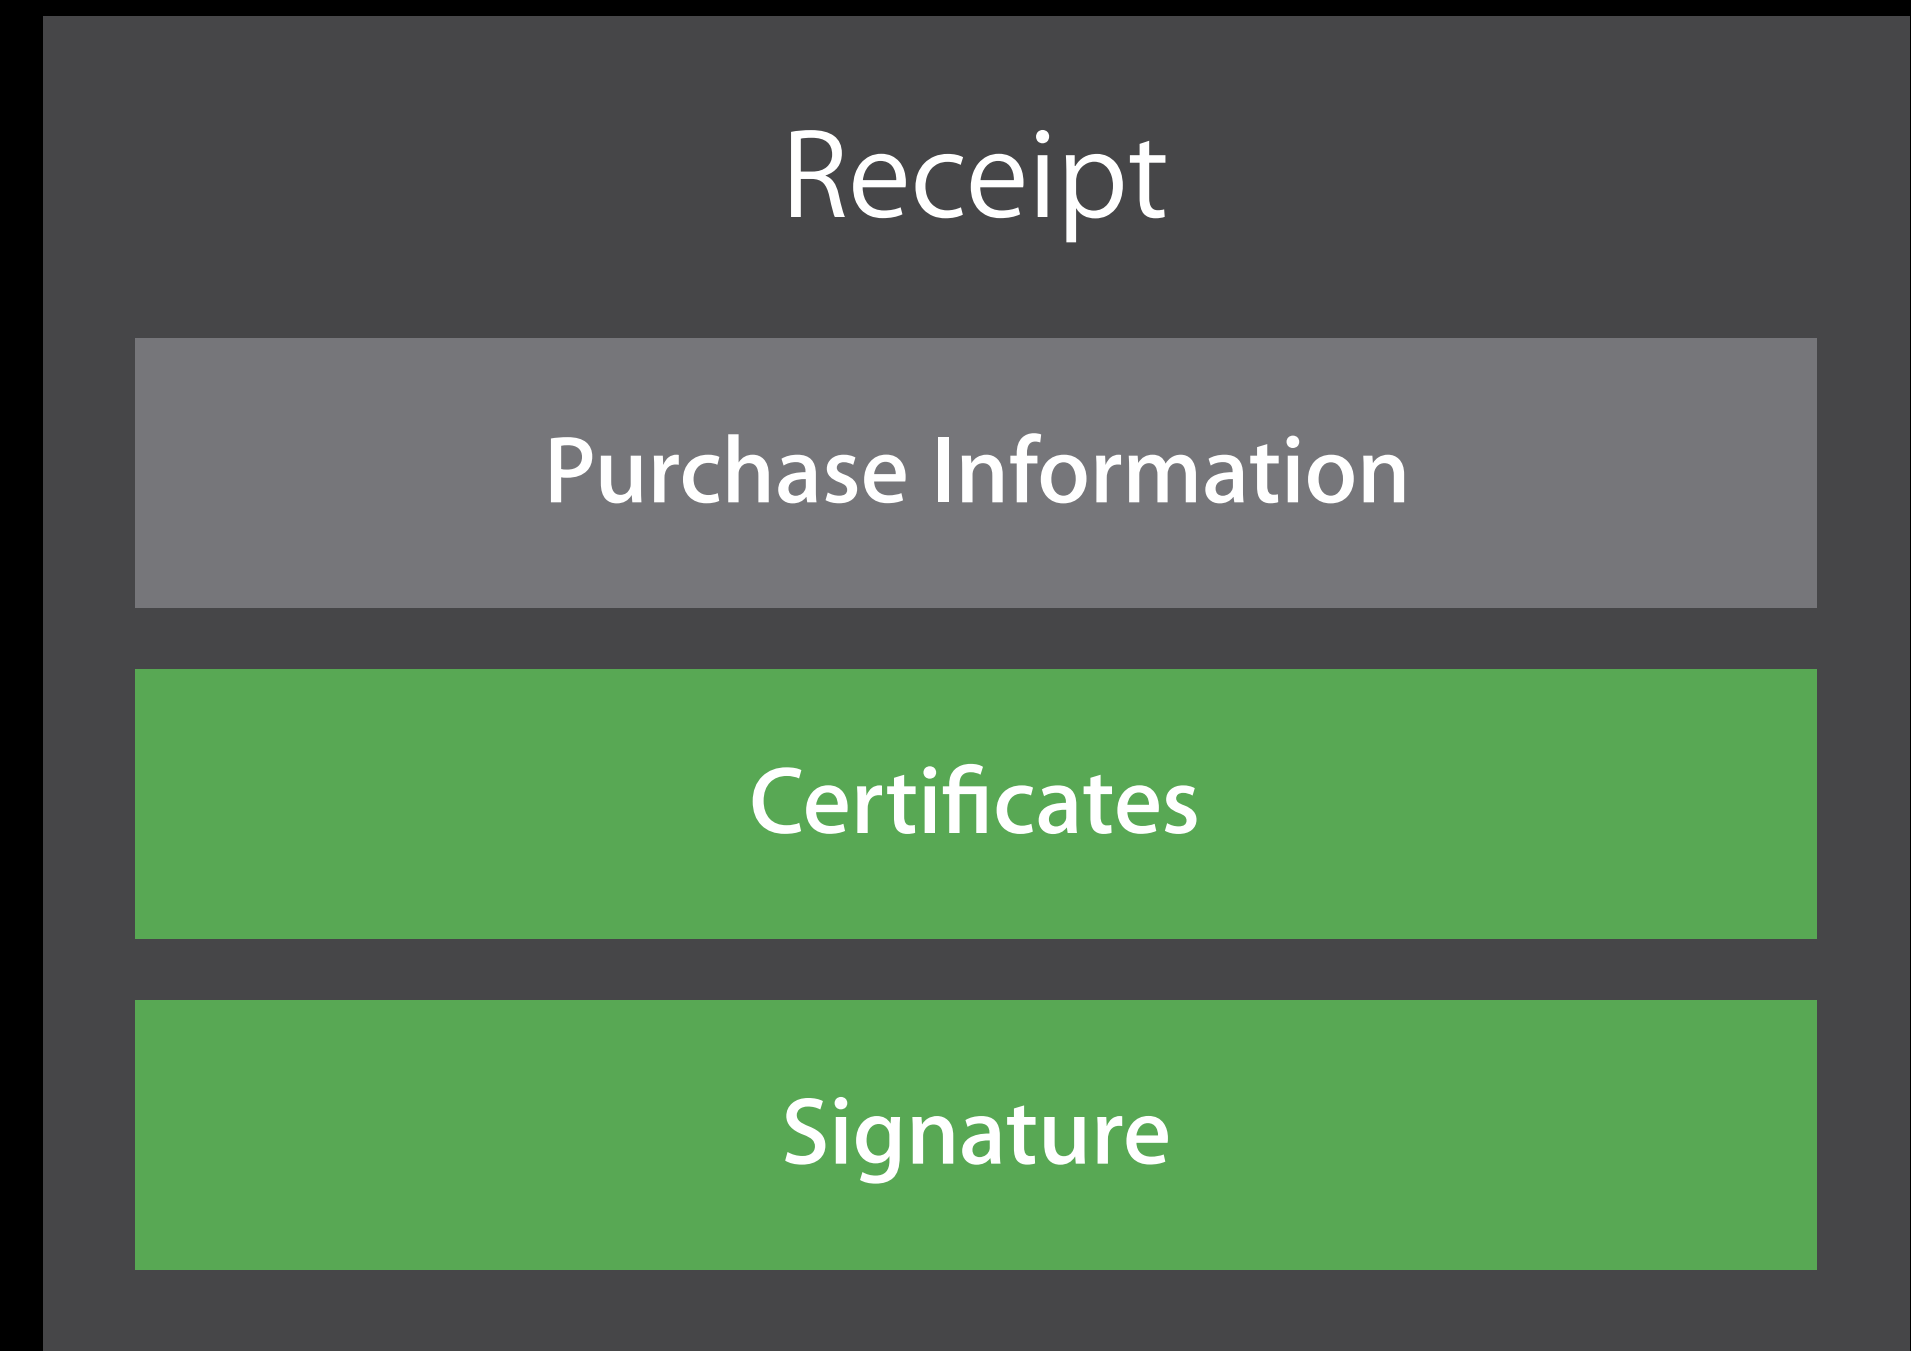 Receipt
Purchase Information
Certificates
Signature